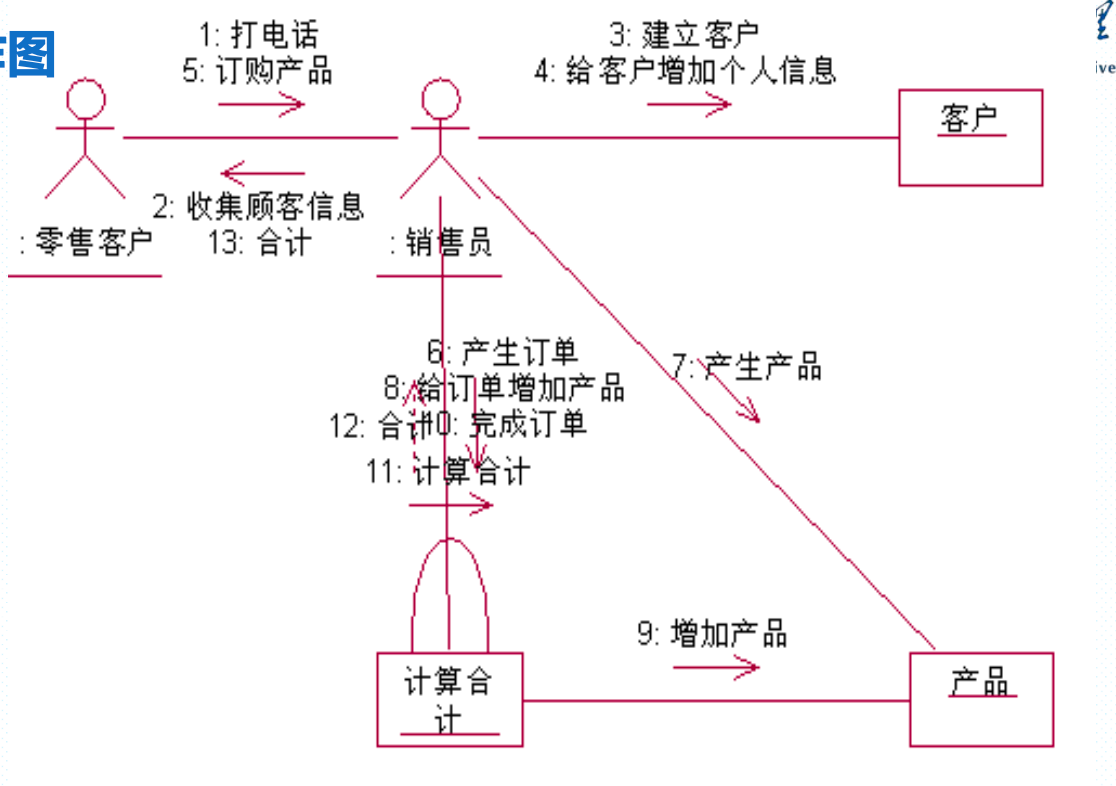 图
1: 打电话
5: 订购产品
3: 建立客户
4: 给客户增加个人信息
客户
2: 收集顾客信息
13: 合计
: 零售客户
: 销售员
6: 产生订单
8: 给订单增加产品
12: 合计
10: 完成订单
11: 计算合计
7: 产生产品
9: 增加产品
计算合
计
产品
ive